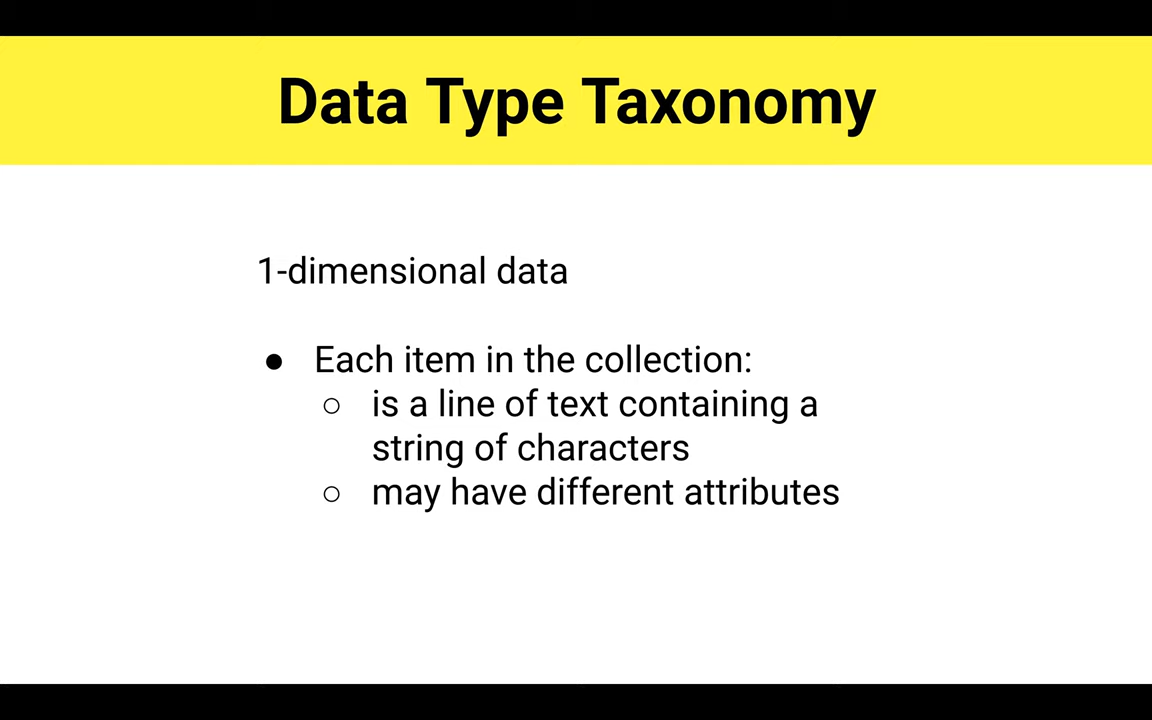 Data Type Taxonomy
1-dimensional data
● Each item in the collection:
○ is a line of text containing a
string of characters
○ may have different attributes